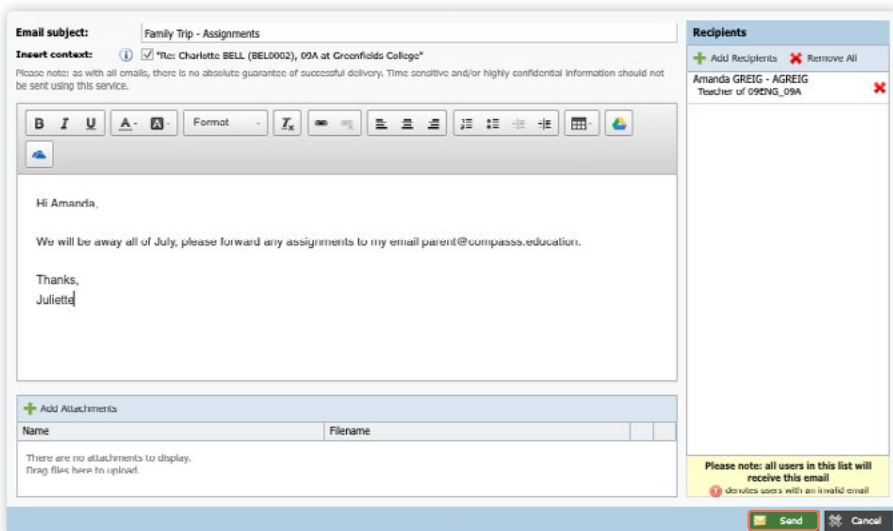 Email subject: Family Trip - Assignments
Insert context: "Re: Charlotte BELL (BEL0002), 09A at Greenfields College"
Please note: as with all emails, there is no absolute guarantee of successful delivery. Time sensitive and/or highly confidential information should not
be sent using this service.
B I U A A Format Tx
Hi Amanda,
We will be away all of July, please forward any assignments to my email parent@compasss.education.
Thanks,
Juliette
Add Attachments
Name Filename
There are no attachments to display.
Drag files here to upload.
Recipients
Add Recipients Remove All
Amanda GREIG - AGREIG
Teacher of 09ENG_09A
Please note: all users in this list will
receive this email
denotes users with an invalid email
Send Cancel